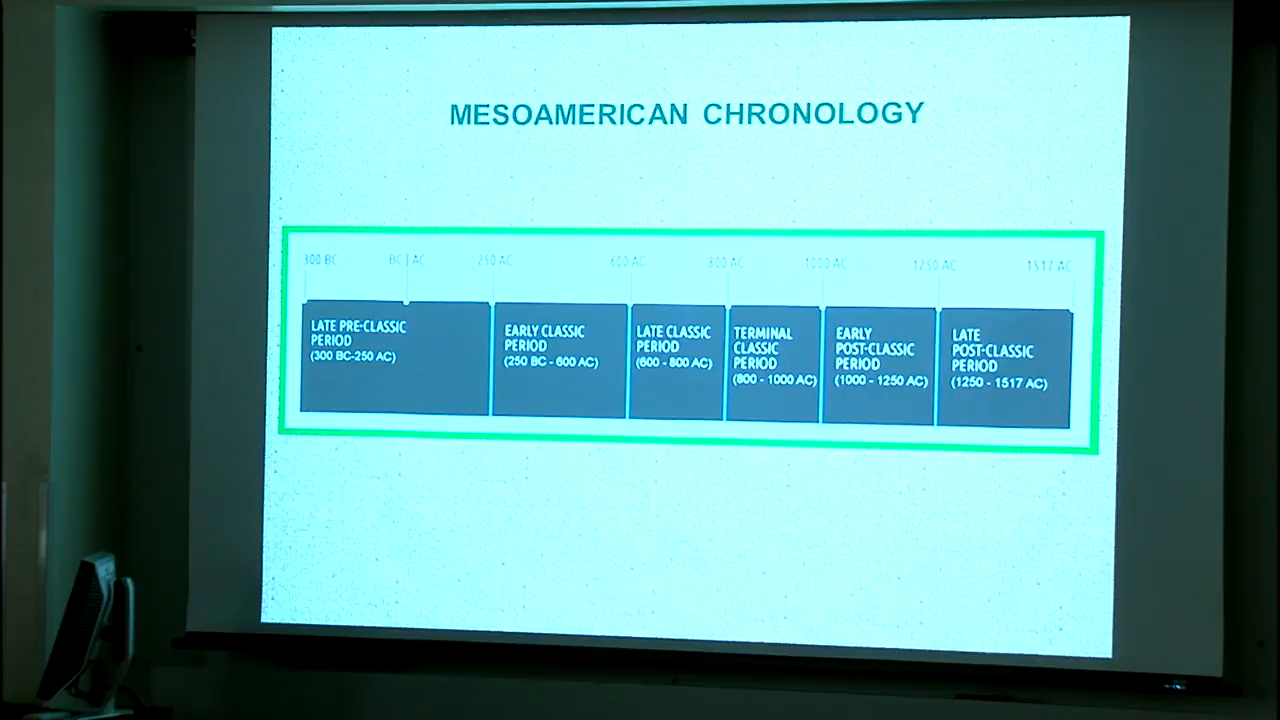 MESOAMERICAN CHRONOLOGY
300 BC
BC | AC
250 AC
600 AC
800 AC
1000 AC
1250 AC
1517 AC
LATE PRE-CLASSIC
PERIOD
(300 BC-250 AC)
EARLY CLASSIC
PERIOD
(250 BC - 600 AC)
LATE CLASSIC
PERIOD
(600 - 800 AC)
TERMINAL
CLASSIC
PERIOD
(800 - 1000 AC)
EARLY
POST-CLASSIC
PERIOD
(1000 - 1250 AC)
LATE
POST-CLASSIC
PERIOD
(1250 - 1517 AC)